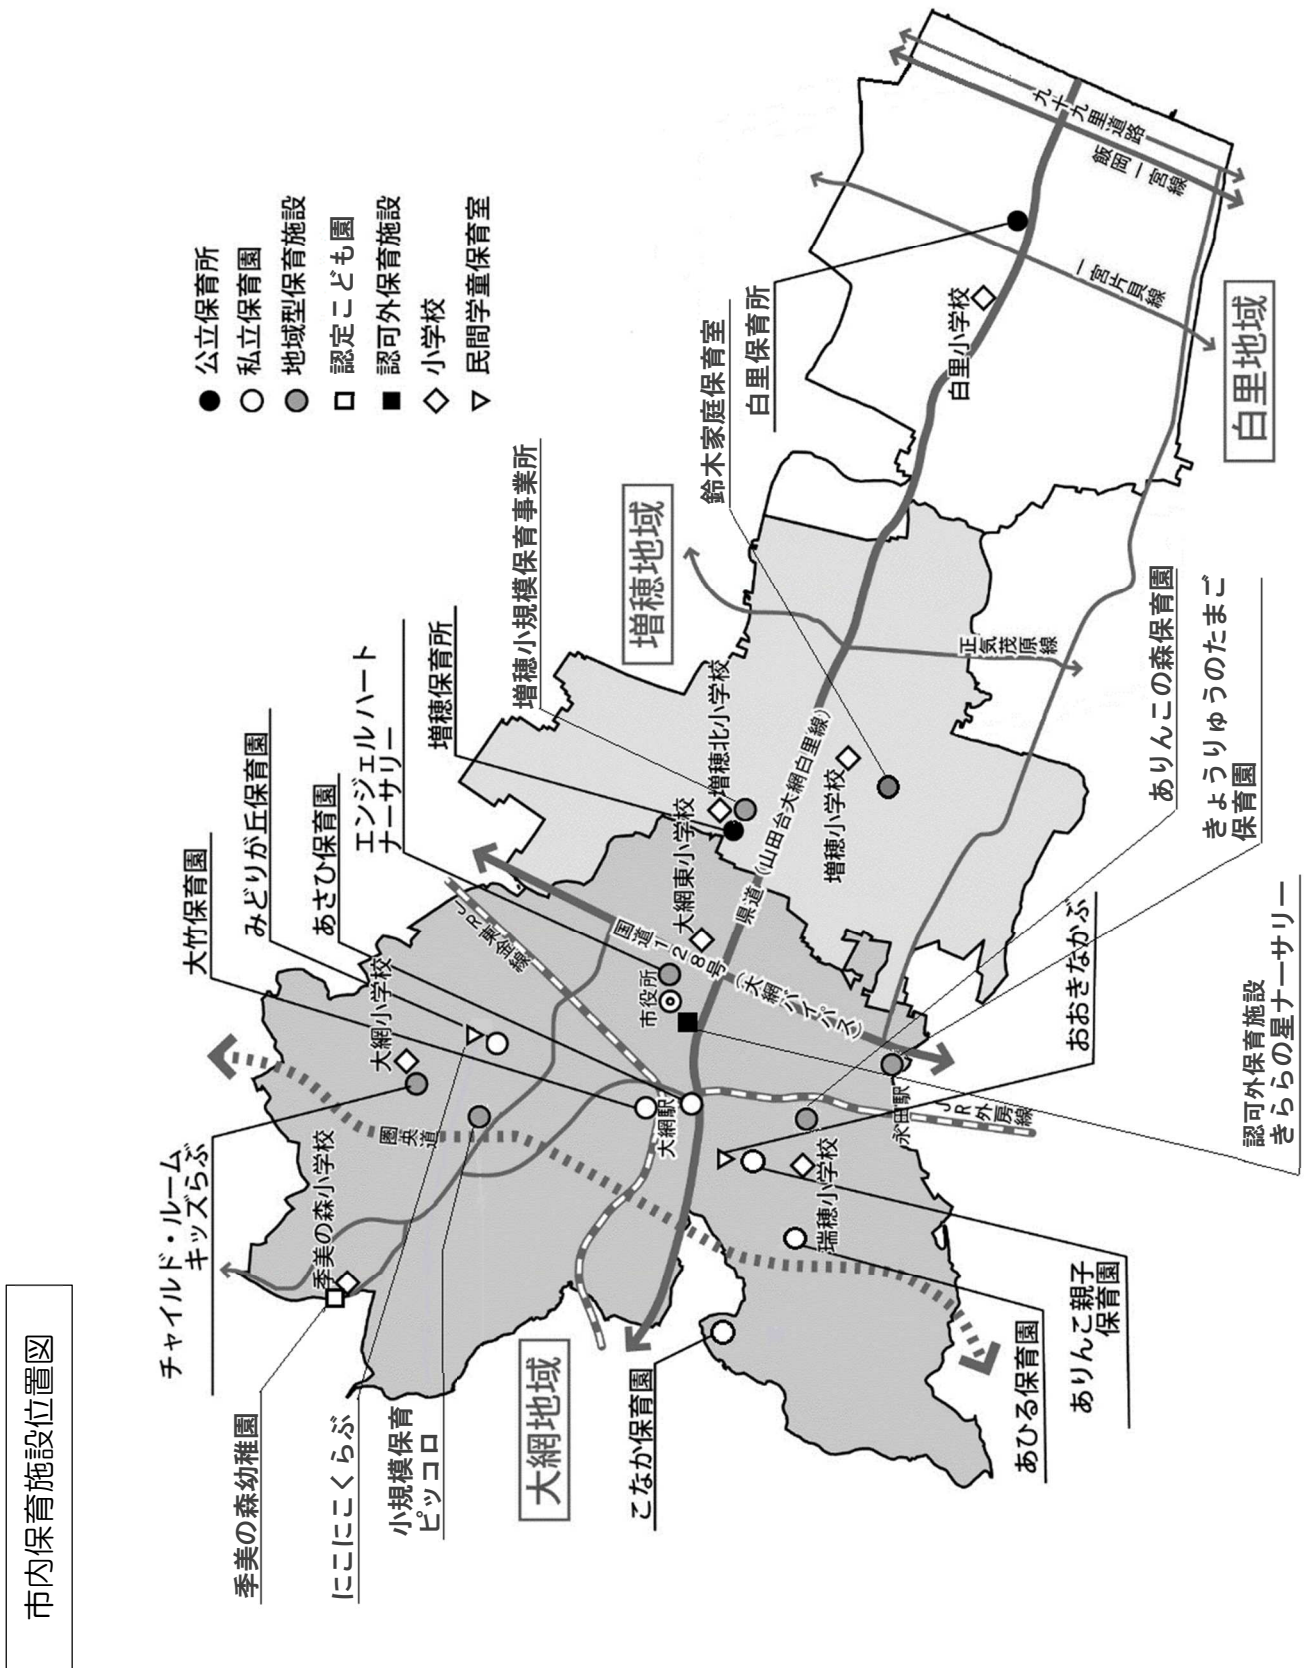 市内保育施設位置図
公立保育所
私立保育園
地域型保育施設
認定こども園
認可外保育施設
小学校
民間学童保育室
チャイルド・ルーム
キッズらぶ
大竹保育園
みどりが丘保育園
あさひ保育園
エンジェルハート
ナーサリー
増穂保育所
増穂小規模保育事業所
鈴木家庭保育室
白里保育所
季美の森幼稚園
にこにこくらぶ
小規模保育
ピッコロ
大網地域
増穂地域
白里地域
こなか保育園
あひる保育園
ありんこ親子
保育園
おおきなかぶ
認可外保育施設
きららの星ナーサリー
ありんこの森保育園
きょうりゅうのたまご
保育園
季美の森小学校
大網小学校
大網東小学校
増穂北小学校
増穂小学校
白里小学校
瑞穂小学校
市役所
大網駅
永田駅
圏央道
JR東金線
JR外房線
国道128号(大網バイパス)
県道(山田台大網白里線)
正気茂原線
一宮片貝線
飯岡一宮線
九十九里道路